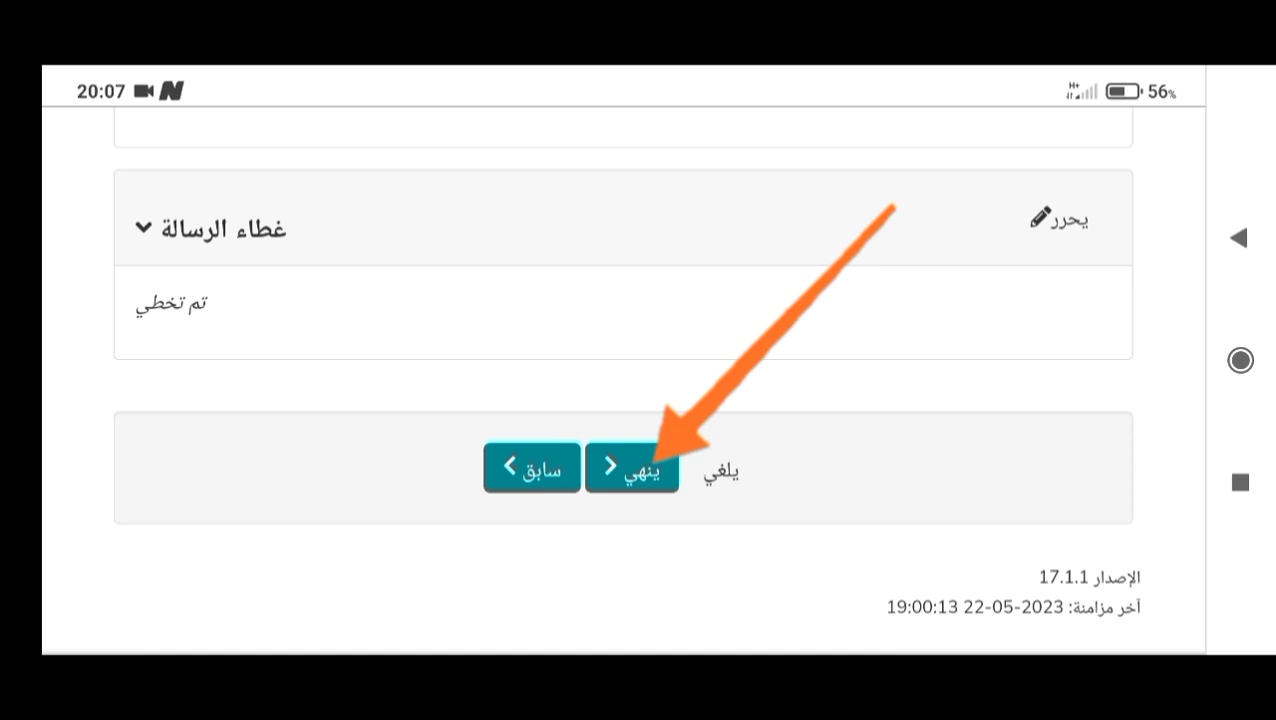 20:07 N H+ 56%
يحرر
غطاء الرسالة
تم تخطي
سابق ينهي يلغي
الإصدار 17.1.1
آخر مزامنة: 2023-05-22 19:00:13